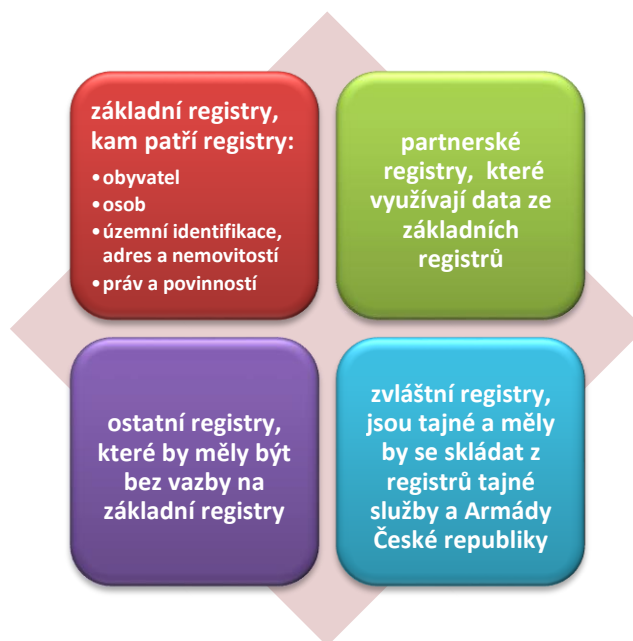 základní registry,
kam patří registry:
•obyvatel
•osob
•územní identifikace,
adres a nemovitostí
•práv a povinností
partnerské
registry, které
využívají data ze
základních
registrů
ostatní registry,
které by měly být
bez vazby na
základní registry
zvláštní registry,
jsou tajné a měly
by se skládat z
registrů tajné
služby a Armády
České republiky